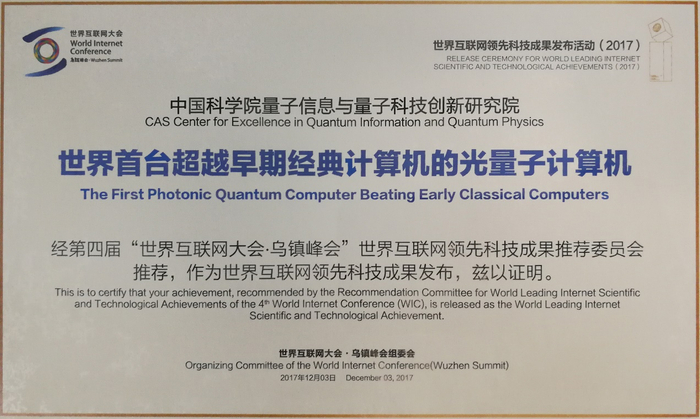 世界互联网大会
World Internet
Conference
乌镇峰会·Wuzhen Summit
世界互联网领先科技成果发布活动（2017）
RELEASE CEREMONY FOR WORLD LEADING INTERNET
SCIENTIFIC AND TECHNOLOGICAL ACHIEVEMENTS (2017)
中国科学院量子信息与量子科技创新研究院
CAS Center for Excellence in Quantum Information and Quantum Physics
世界首台超越早期经典计算机的光量子计算机
The First Photonic Quantum Computer Beating Early Classical Computers
经第四届“世界互联网大会·乌镇峰会”世界互联网领先科技成果推荐委员会
推荐，作为世界互联网领先科技成果发布，兹以证明。
This is to certify that your achievement, recommended by the Recommendation Committee for World Leading Internet Scientific
and Technological Achievements of the 4th World Internet Conference (WIC), is released as the World Leading Internet
Scientific and Technological Achievement.
世界互联网大会·乌镇峰会组委会
Organizing Committee of the World Internet Conference(Wuzhen Summit)
2017年12月03日 December 03, 2017